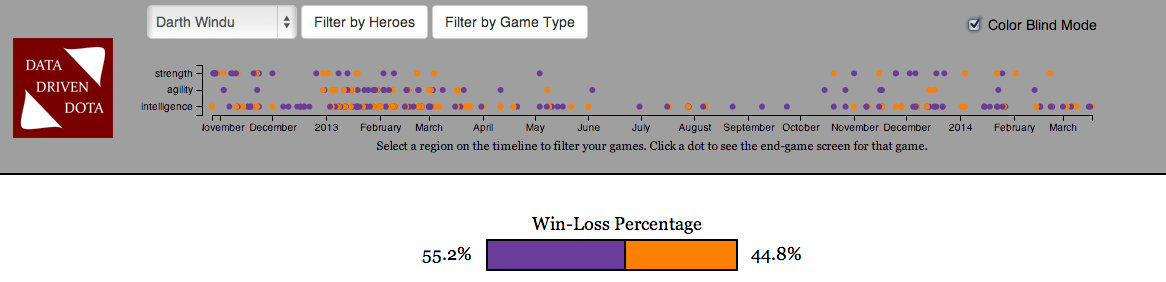 Darth Windu
Filter by Heroes
Filter by Game Type
Color Blind Mode
DATA
DRIVEN
DOTA
strength
agility
intelligence
November December 2013 February March April May June July August September October November December 2014 February March
Select a region on the timeline to filter your games. Click a dot to see the end-game screen for that game.
Win-Loss Percentage
55.2% 44.8%